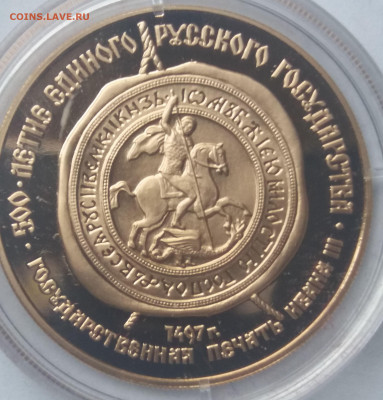 COINS.LAVE.RU
· 500-ЛЕТИЕ ЕДИНОГО РУССКОГО ГОСУДАРСТВА ·
1497 г.
ГОСУДАРСТВЕННАЯ ПЕЧАТЬ ИВАНА III